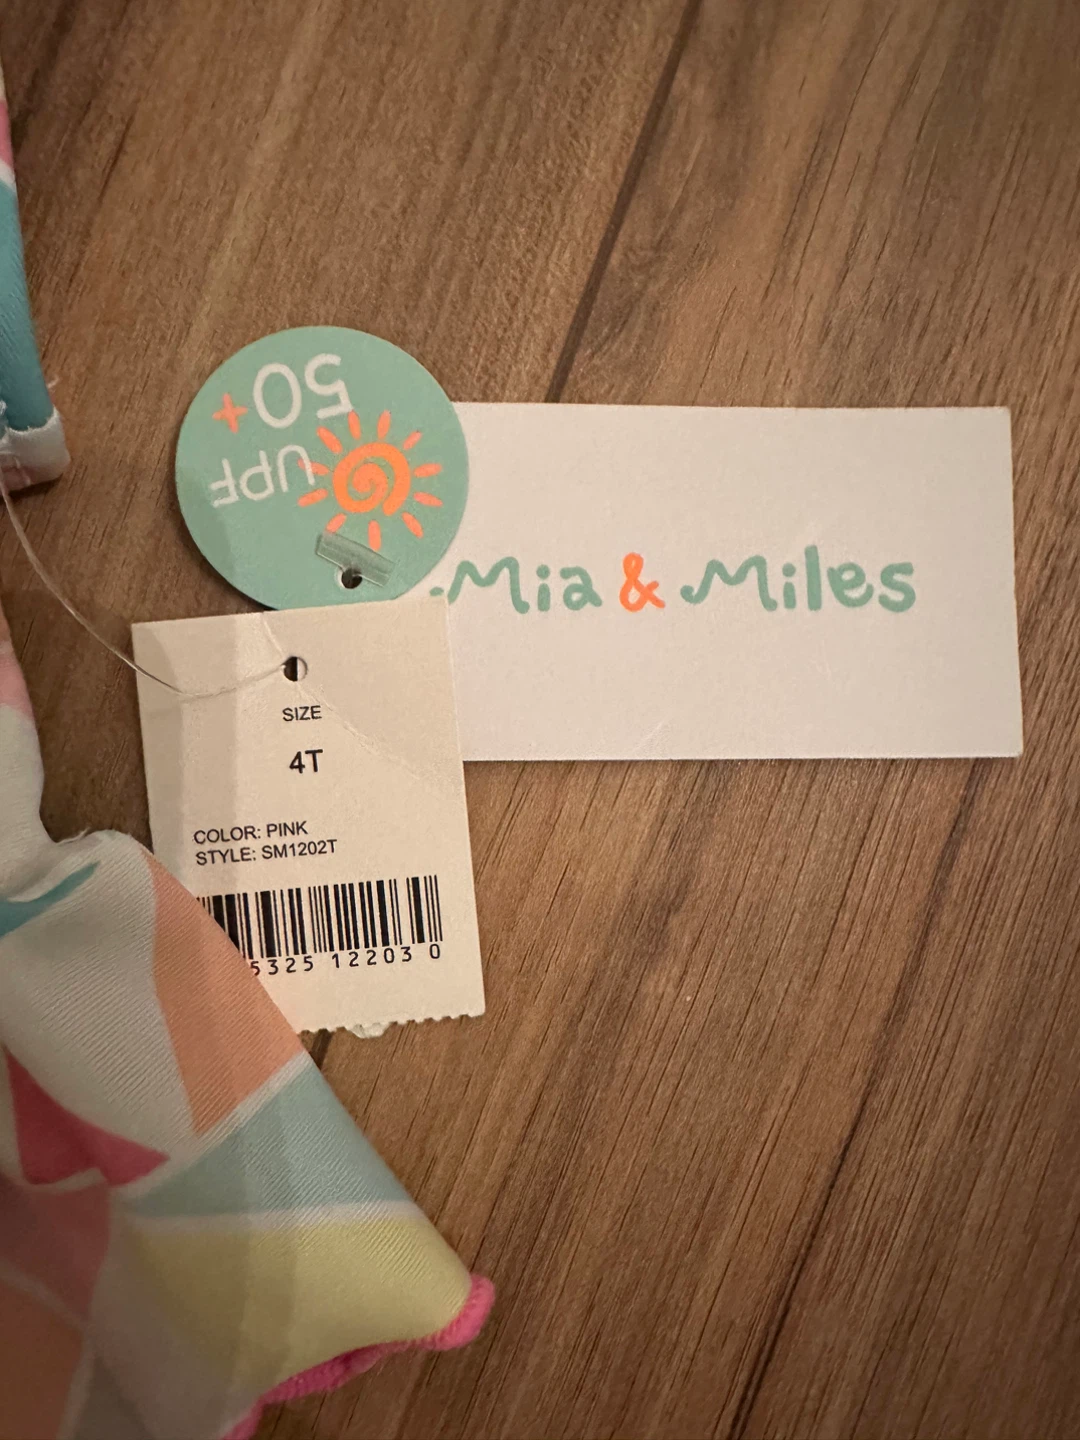 50+
UPF
Mia & Miles
SIZE
4T
COLOR: PINK
STYLE: SM1202T
5325 12203 0